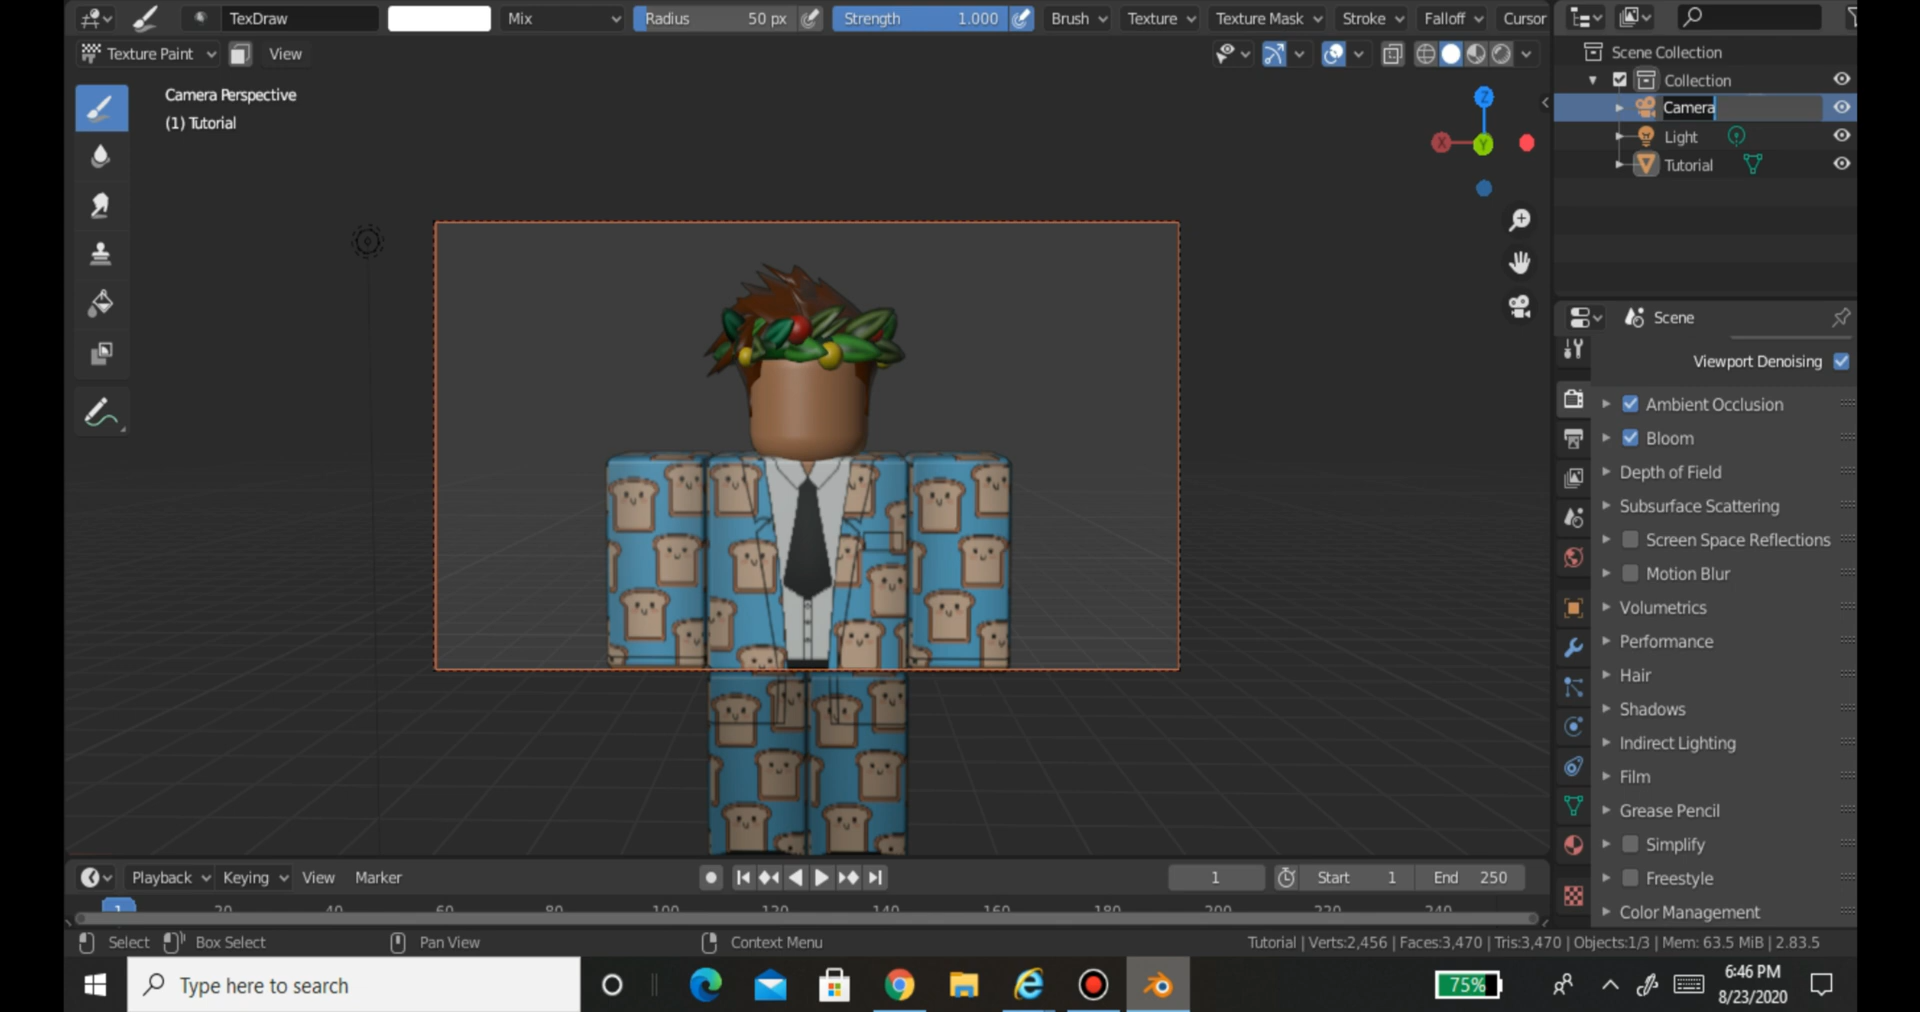 TexDraw Mix Radius 50 px Strength 1.000 Brush Texture Texture Mask Stroke Falloff Cursor
Texture Paint View
Camera Perspective
(1) Tutorial
Z
X
Y
Scene Collection
Collection
Camera
Light
Tutorial
Scene
Viewport Denoising
Ambient Occlusion
Bloom
Depth of Field
Subsurface Scattering
Screen Space Reflections
Motion Blur
Volumetrics
Performance
Hair
Shadows
Indirect Lighting
Film
Grease Pencil
Simplify
Freestyle
Color Management
Playback Keying View Marker 1 Start 1 End 250
1 20 40 60 80 100 120 140 160 180 200 220 240
Select Box Select Pan View Context Menu Tutorial | Verts:2,456 | Faces:3,470 | Tris:3,470 | Objects:1/3 | Mem: 63.5 MiB | 2.83.5
Type here to search
75%
6:46 PM
8/23/2020